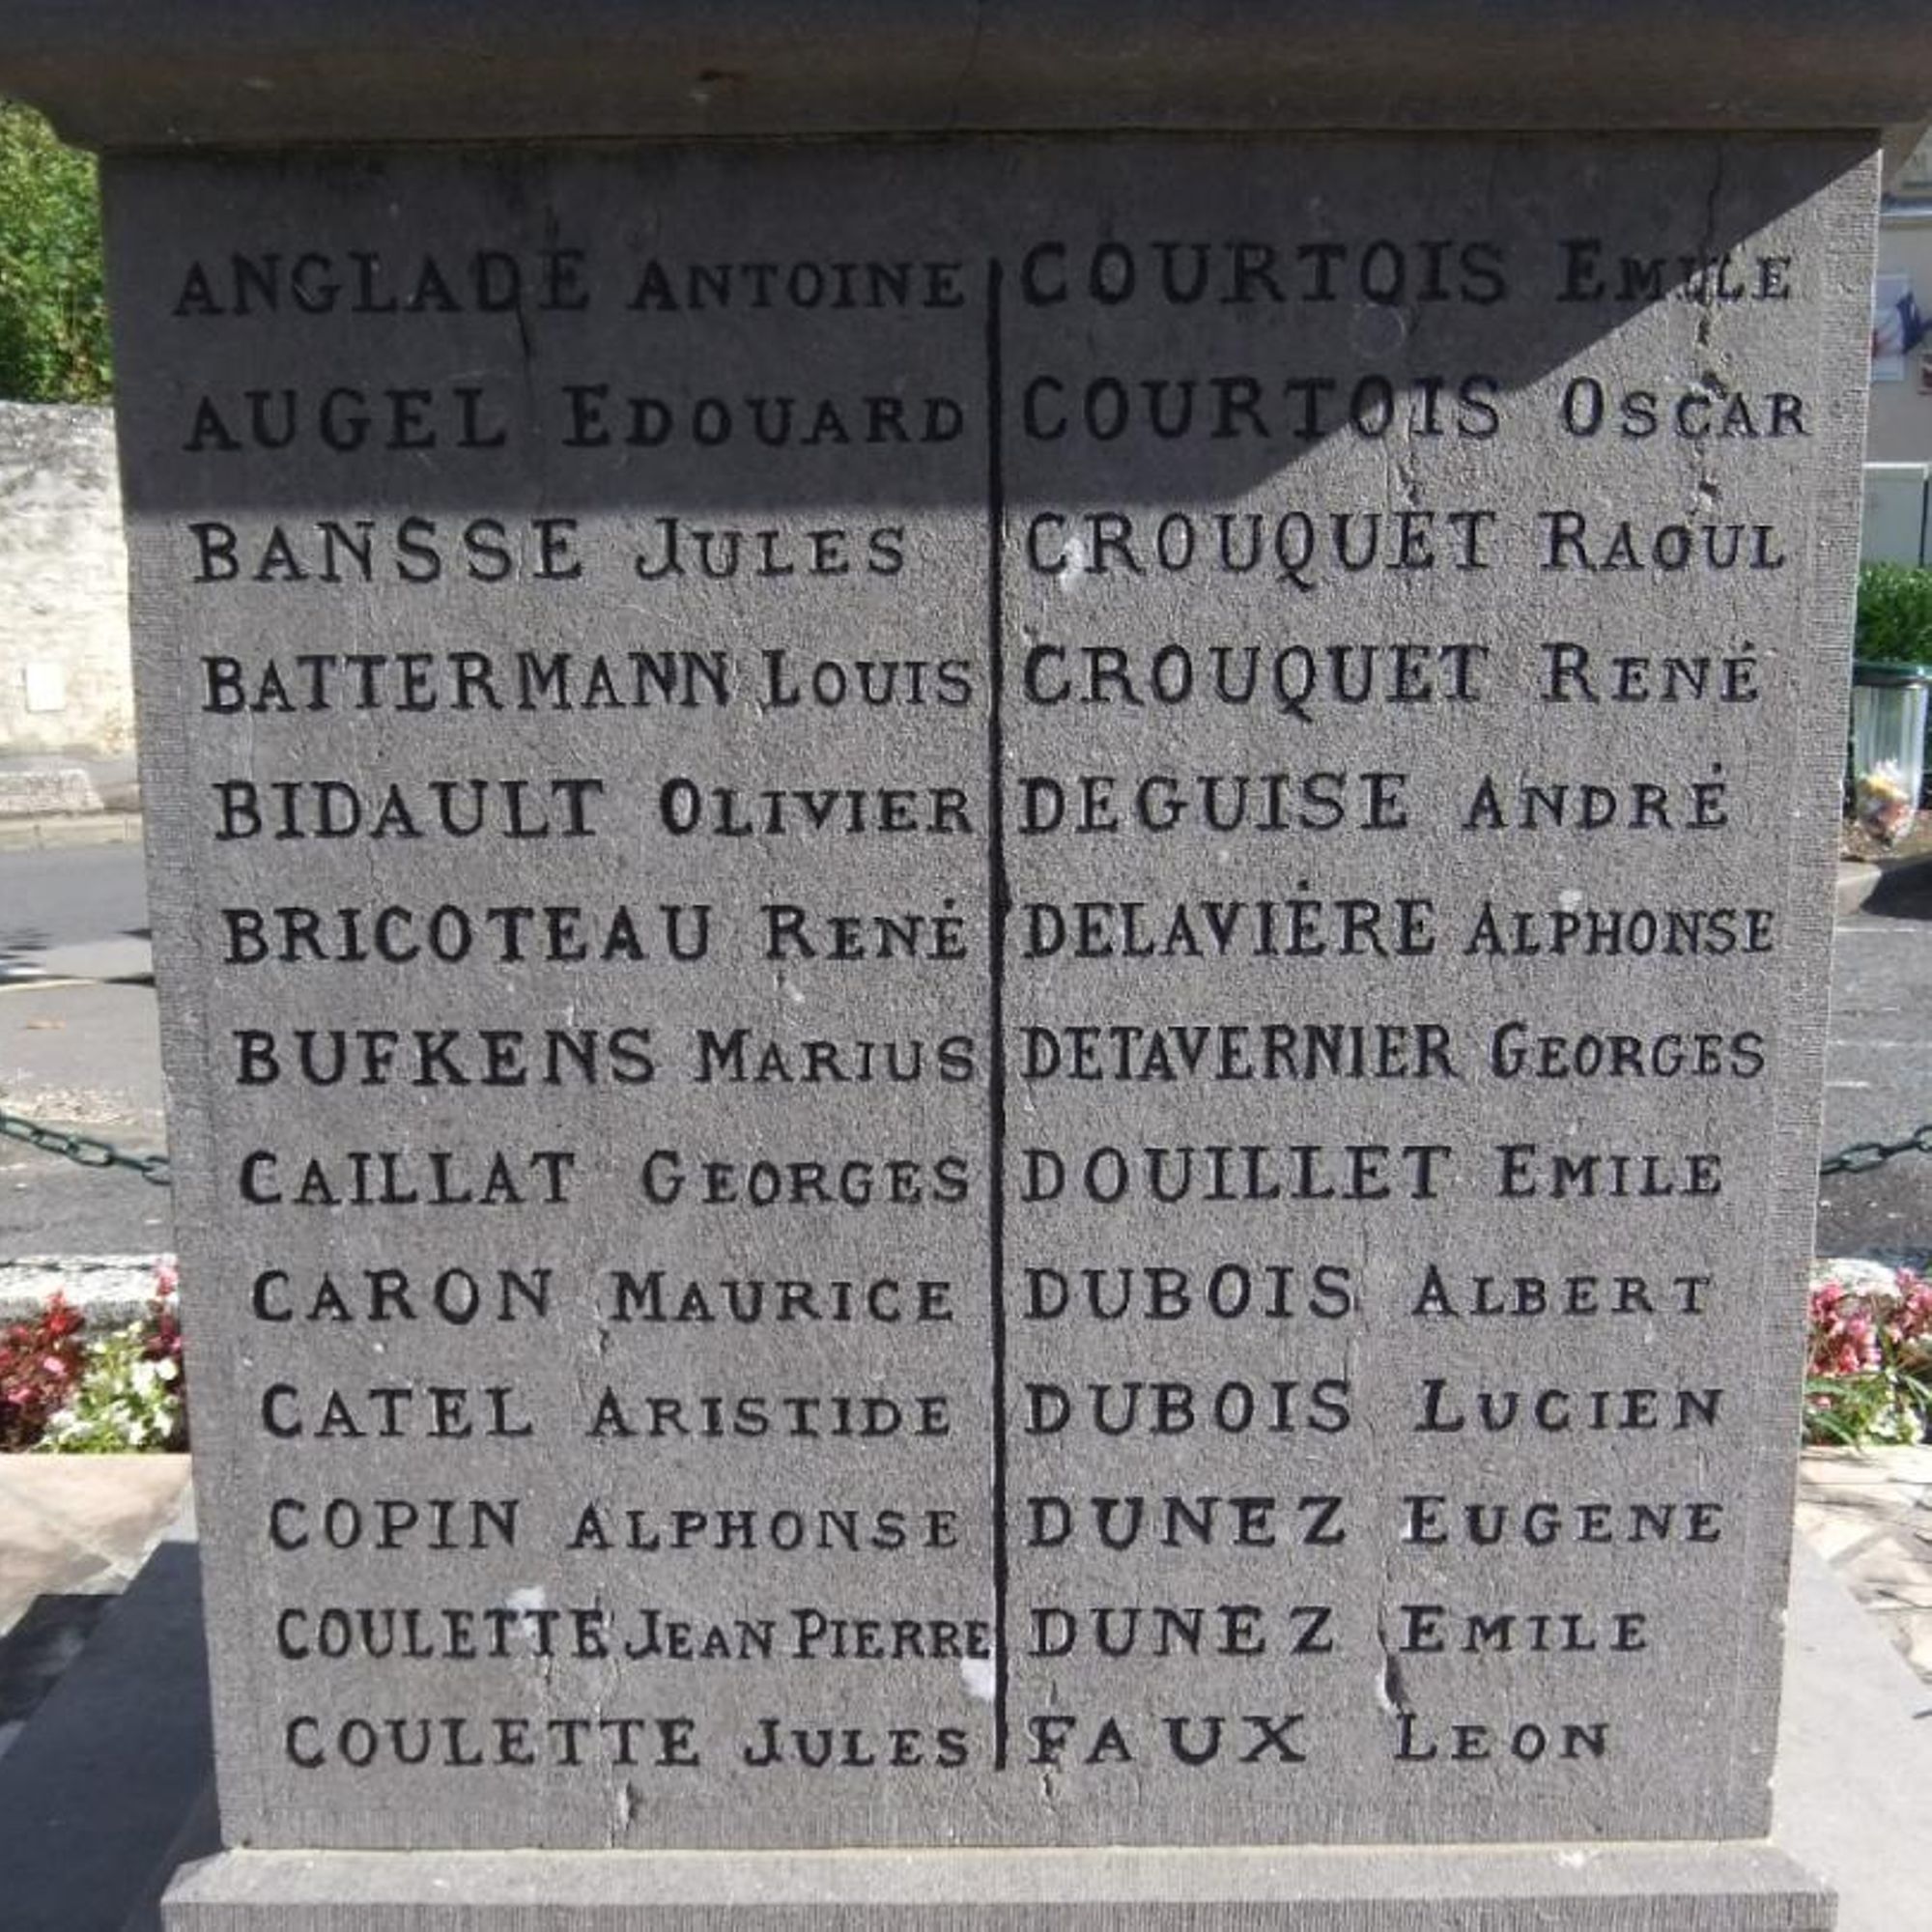 ANGLADE ANTOINE
AUGEL EDOUARD
BANSSE JULES
BATTERMANN LOUIS
BIDAULT OLIVIER
BRICOTEAU RENÉ
BUFKENS MARIUS
CAILLAT GEORGES
CARON MAURICE
CATEL ARISTIDE
COPIN ALPHONSE
COULETTE JEAN PIERRE
COULETTE JULES
COURTOIS EMILE
COURTOIS OSCAR
CROUQUET RAOUL
CROUQUET RENÉ
DEGUISE ANDRÉ
DELAVIÈRE ALPHONSE
DETAVERNIER GEORGES
DOUILLET EMILE
DUBOIS ALBERT
DUBOIS LUCIEN
DUNEZ EUGENE
DUNEZ EMILE
FAUX LEON